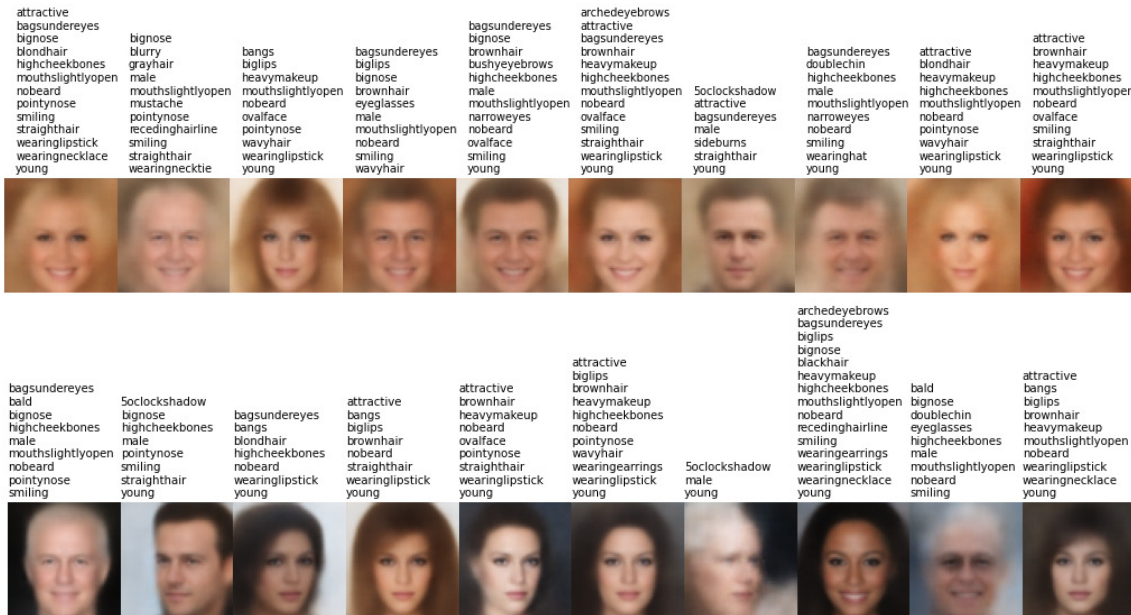 attractive
bagsundereyes
bignose
blondhair
highcheekbones
mouthslightlyopen
nobeard
pointynose
smiling
straighthair
wearinglipstick
wearingnecklace
young
bignose
blurry
grayhair
male
mouthslightlyopen
mustache
pointynose
recedinghairline
smiling
straighthair
wearingnecktie
bangs
biglips
heavymakeup
mouthslightlyopen
nobeard
ovalface
pointynose
wavyhair
wearinglipstick
young
bagsundereyes
biglips
bignose
brownhair
eyeglasses
male
mouthslightlyopen
nobeard
smiling
wavyhair
bagsundereyes
bignose
brownhair
bushyeyebrows
highcheekbones
male
mouthslightlyopen
narroweyes
nobeard
ovalface
smiling
young
archedeyebrows
attractive
bagsundereyes
brownhair
heavymakeup
highcheekbones
mouthslightlyopen
nobeard
ovalface
smiling
straighthair
wearinglipstick
young
5oclockshadow
attractive
bagsundereyes
male
sideburns
straighthair
young
bagsundereyes
doublechin
highcheekbones
male
mouthslightlyopen
narroweyes
nobeard
smiling
wearinghat
attractive
blondhair
heavymakeup
highcheekbones
mouthslightlyopen
nobeard
pointynose
wavyhair
wearinglipstick
young
attractive
brownhair
heavymakeup
highcheekbones
mouthslightlyopen
nobeard
ovalface
smiling
straighthair
wearinglipstick
young
bagsundereyes
bald
bignose
highcheekbones
male
mouthslightlyopen
nobeard
pointynose
smiling
5oclockshadow
bignose
highcheekbones
male
pointynose
smiling
straighthair
young
bagsundereyes
bangs
blondhair
highcheekbones
nobeard
wearinglipstick
young
attractive
bangs
biglips
brownhair
nobeard
straighthair
wearinglipstick
young
attractive
brownhair
heavymakeup
nobeard
ovalface
pointynose
straighthair
wearinglipstick
young
attractive
biglips
brownhair
heavymakeup
highcheekbones
nobeard
pointynose
wavyhair
wearingearrings
wearinglipstick
young
5oclockshadow
male
young
archedeyebrows
bagsundereyes
biglips
bignose
blackhair
heavymakeup
highcheekbones
mouthslightlyopen
nobeard
recedinghairline
smiling
wearingearrings
wearinglipstick
wearingnecklace
young
bald
bignose
doublechin
eyeglasses
highcheekbones
male
mouthslightlyopen
nobeard
smiling
attractive
bangs
biglips
brownhair
heavymakeup
mouthslightlyopen
nobeard
wearinglipstick
wearingnecklace
young